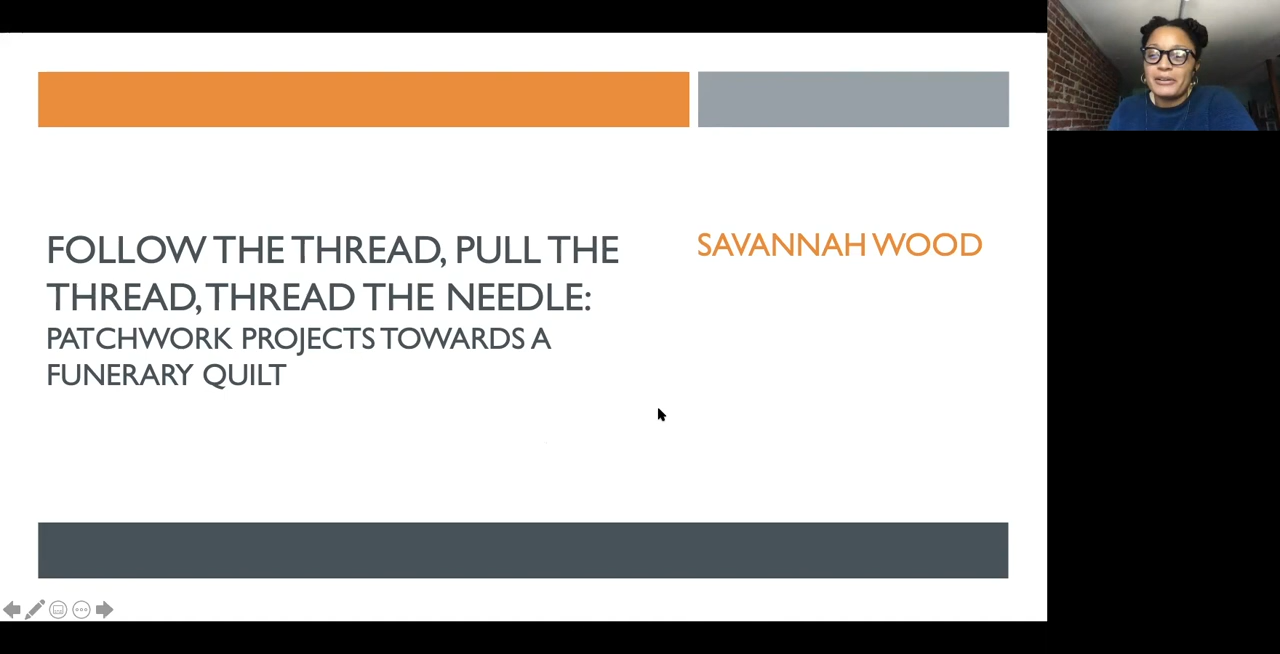 FOLLOW THE THREAD, PULL THE
THREAD, THREAD THE NEEDLE:
PATCHWORK PROJECTS TOWARDS A
FUNERARY QUILT
SAVANNAH WOOD